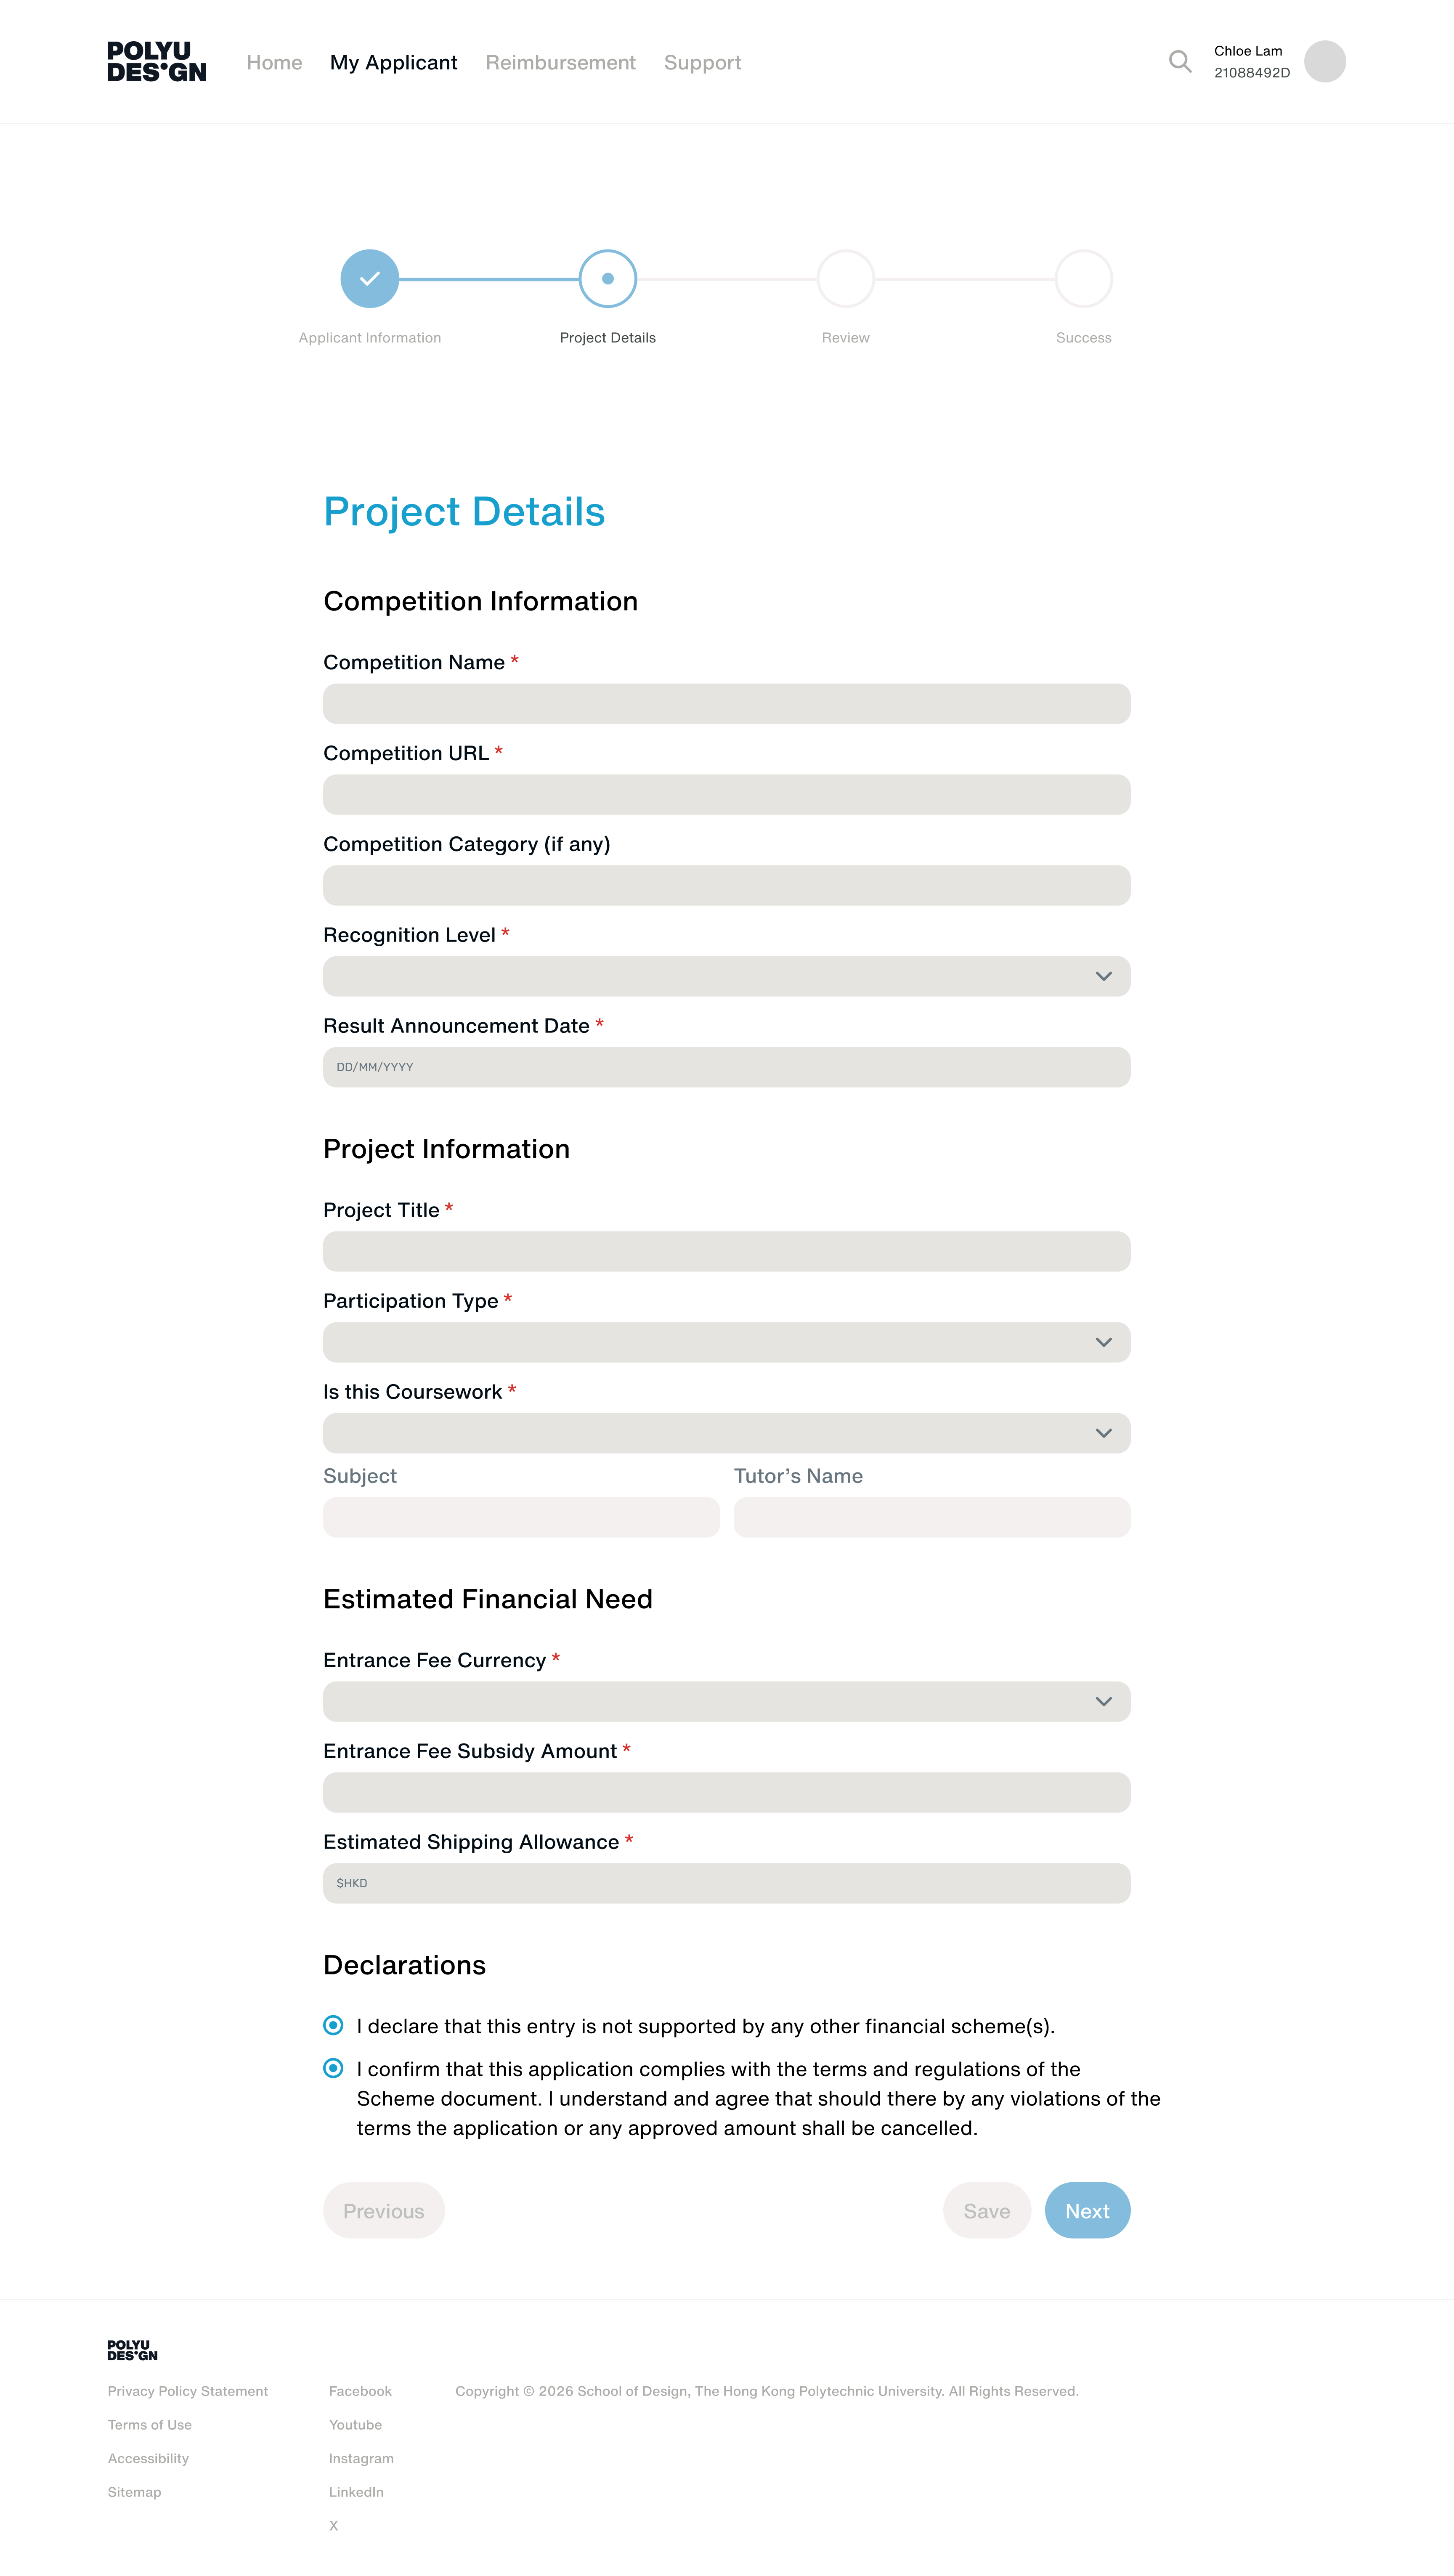 POLYU
DES•GN
Home My Applicant Reimbursement Support
Chloe Lam
21088492D
Applicant Information Project Details Review Success
Project Details
Competition Information
Competition Name *
Competition URL *
Competition Category (if any)
Recognition Level *
Result Announcement Date *
DD/MM/YYYY
Project Information
Project Title *
Participation Type *
Is this Coursework *
Subject Tutor’s Name
Estimated Financial Need
Entrance Fee Currency *
Entrance Fee Subsidy Amount *
Estimated Shipping Allowance *
$HKD
Declarations
I declare that this entry is not supported by any other financial scheme(s).
I confirm that this application complies with the terms and regulations of the
Scheme document. I understand and agree that should there by any violations of the
terms the application or any approved amount shall be cancelled.
Previous Save Next
POLYU
DES•GN
Privacy Policy Statement Facebook Copyright © 2026 School of Design, The Hong Kong Polytechnic University. All Rights Reserved.
Terms of Use Youtube
Accessibility Instagram
Sitemap LinkedIn
X